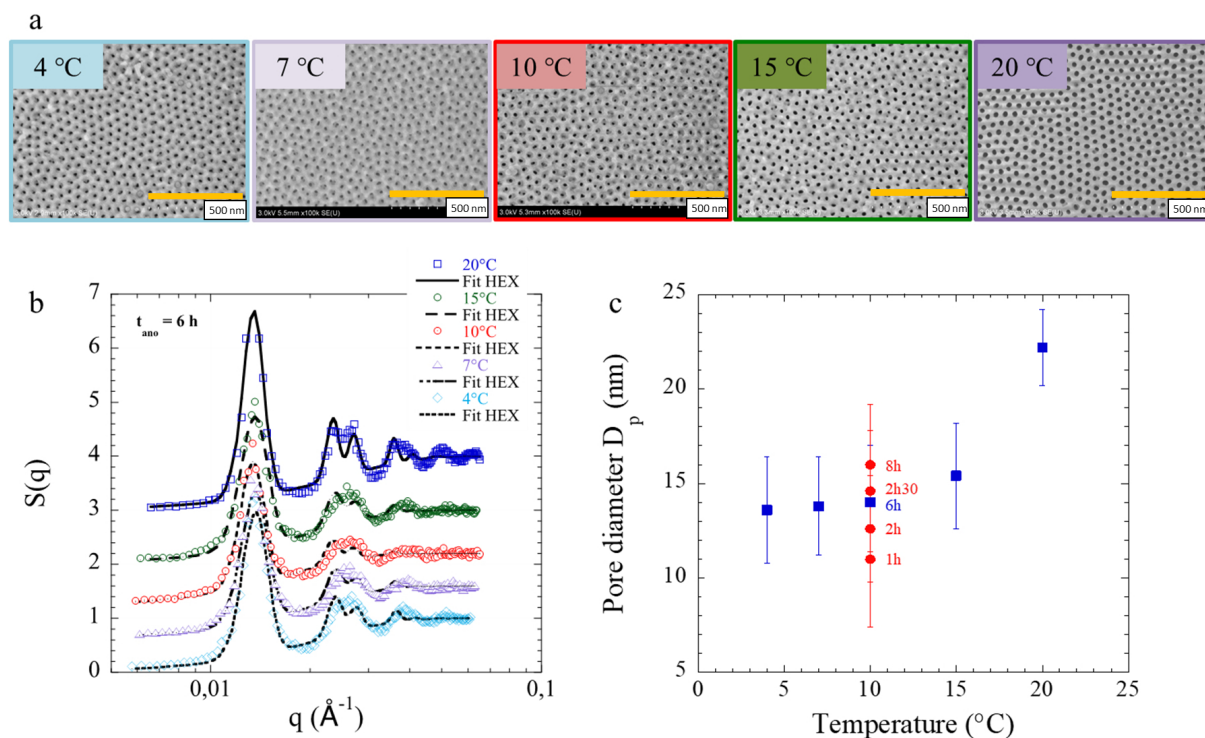 a
4 °C
7 °C
10 °C
15 °C
20 °C
500 nm
500 nm
500 nm
500 nm
500 nm
3.0kV 5.5mm x100k SE(U)
3.0kV 5.3mm x100k SE(U)
b
t_ano = 6 h
20°C
Fit HEX
15°C
Fit HEX
10°C
Fit HEX
7°C
Fit HEX
4°C
Fit HEX
7
6
5
4
3
2
1
0
S(q)
0,01
0,1
q (Å⁻¹)
c
25
20
15
10
5
Pore diameter D_p (nm)
8h
2h30
6h
2h
1h
0
5
10
15
20
25
Temperature (°C)